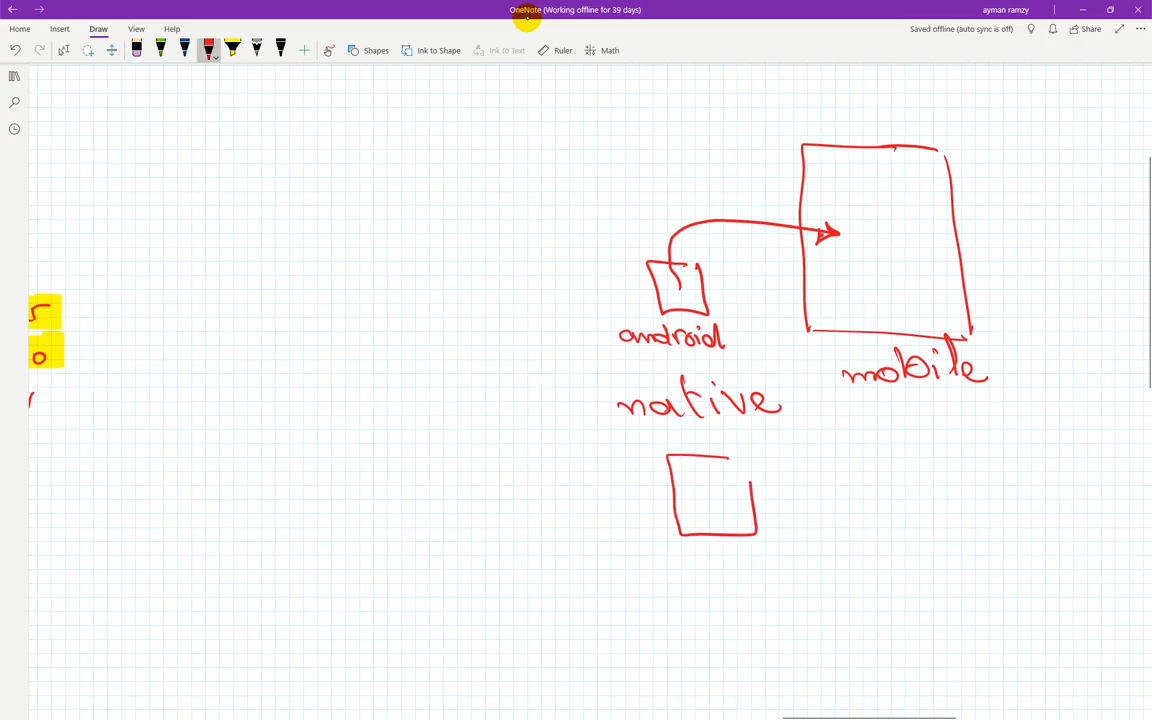 OneNote (Working offline for 39 days)
ayman ramzy
Home Insert Draw View Help
Saved offline (auto sync is off)
Share
Shapes
Ink to Shape
Ink to Text
Ruler
Math
android
mobile
native